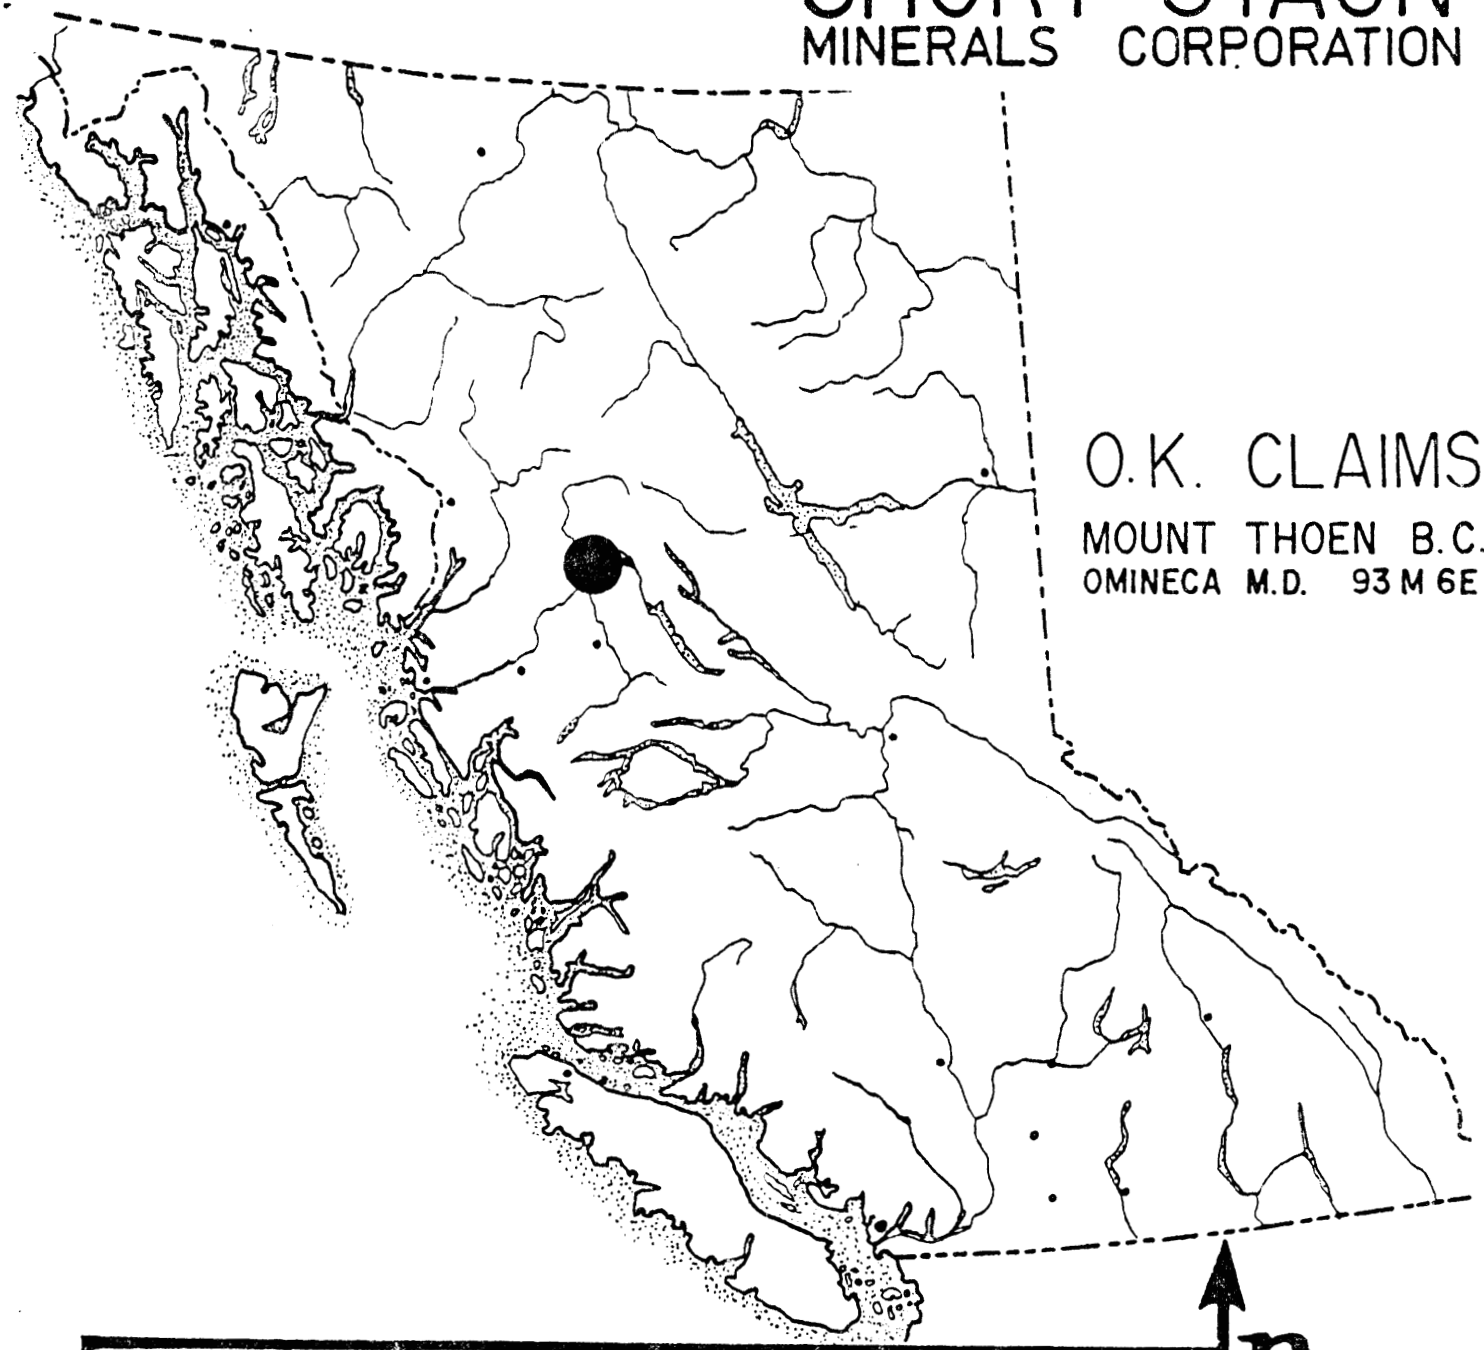 MINERALS CORPORATION
O.K. CLAIMS
MOUNT THOEN B.C.
OMINECA M.D. 93 M 6E
n